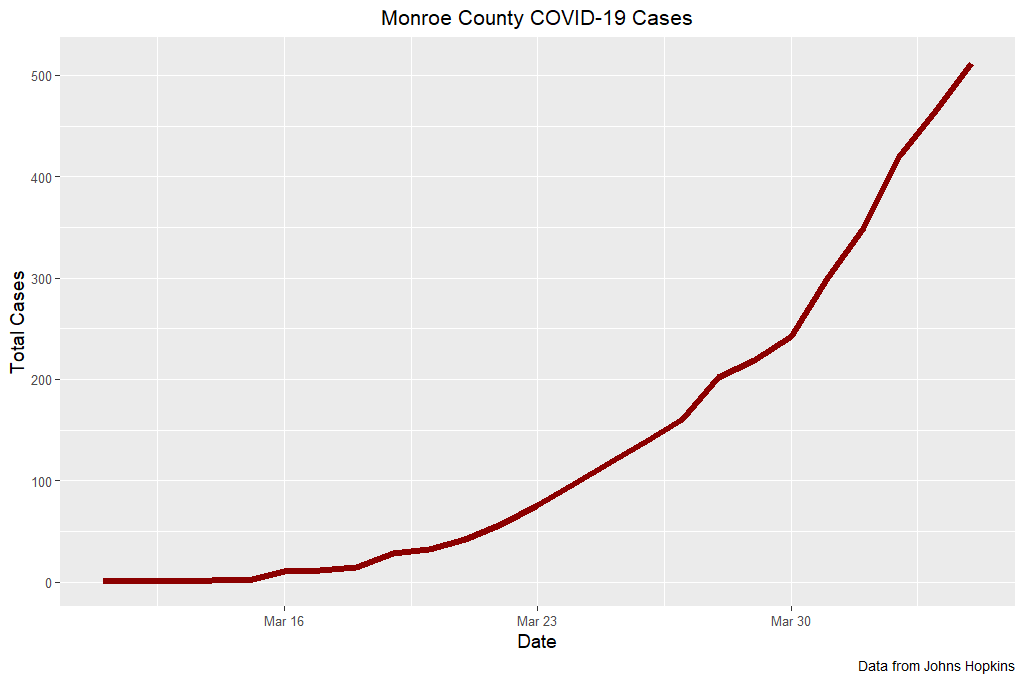 Monroe County COVID-19 Cases
Total Cases
500
400
300
200
100
0
Mar 16
Mar 23
Mar 30
Date
Data from Johns Hopkins